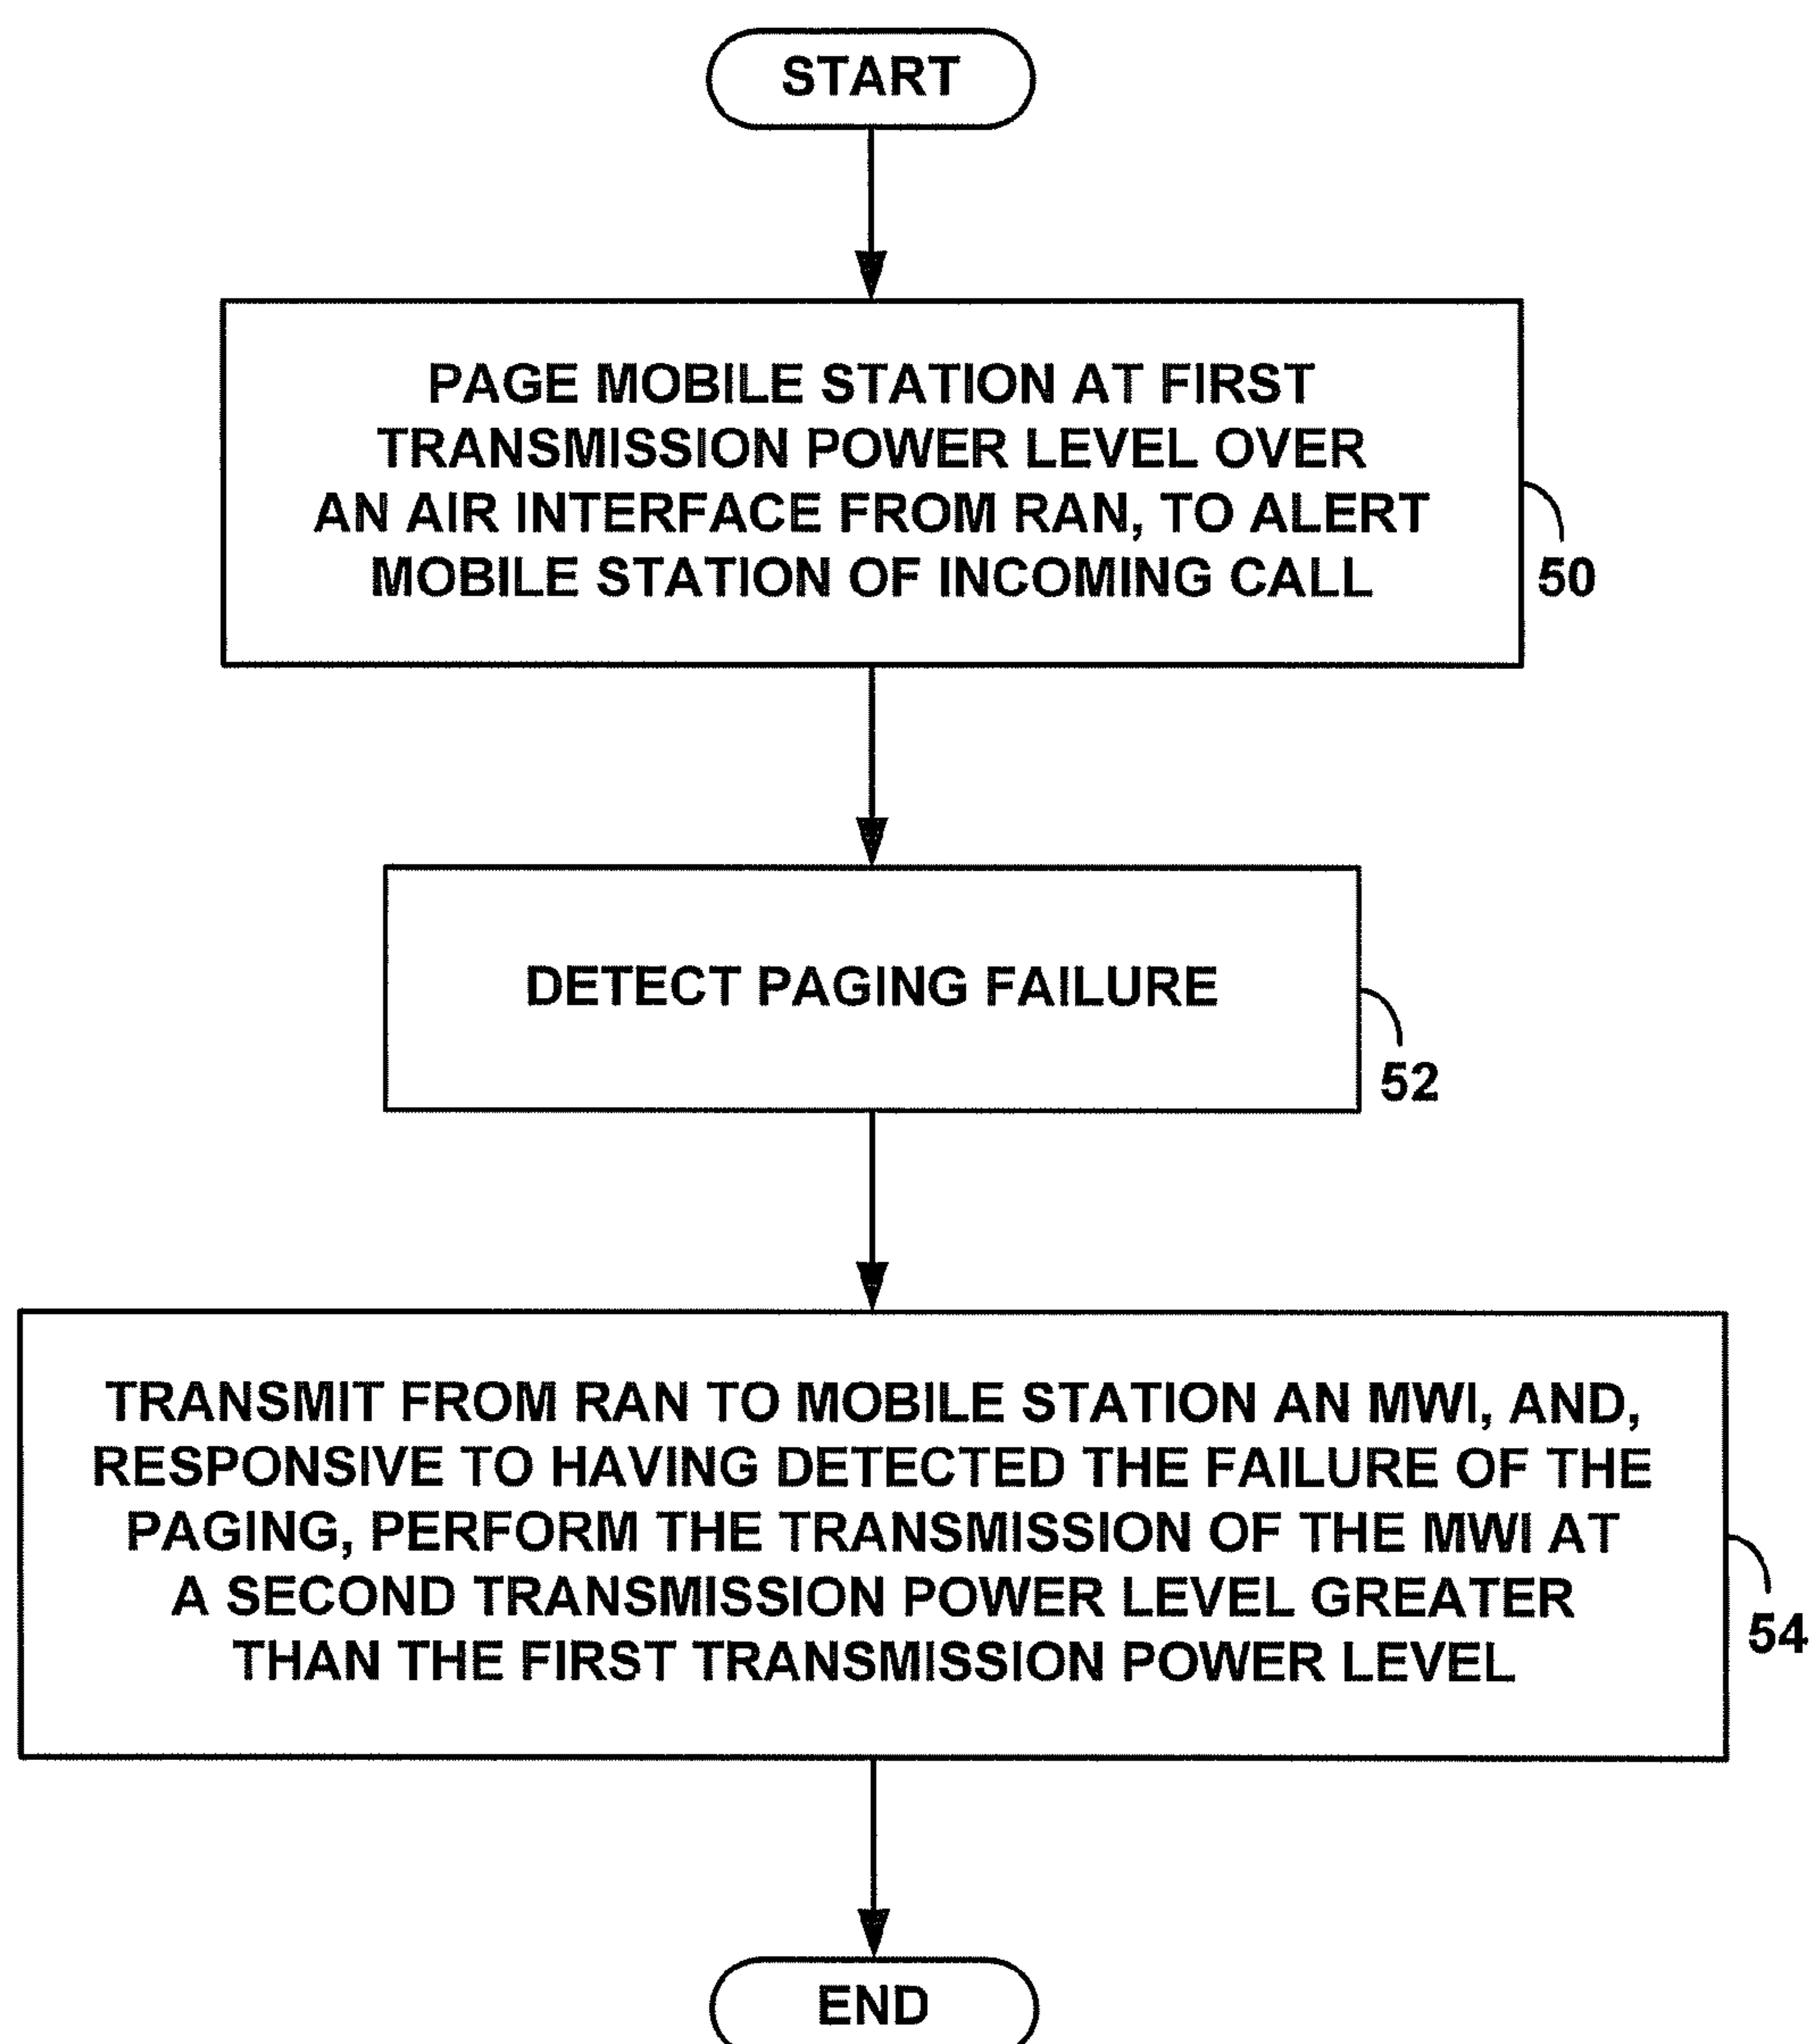 START
PAGE MOBILE STATION AT FIRST
TRANSMISSION POWER LEVEL OVER
AN AIR INTERFACE FROM RAN, TO ALERT
MOBILE STATION OF INCOMING CALL
50
DETECT PAGING FAILURE
52
TRANSMIT FROM RAN TO MOBILE STATION AN MWI, AND,
RESPONSIVE TO HAVING DETECTED THE FAILURE OF THE
PAGING, PERFORM THE TRANSMISSION OF THE MWI AT
A SECOND TRANSMISSION POWER LEVEL GREATER
THAN THE FIRST TRANSMISSION POWER LEVEL
54
END